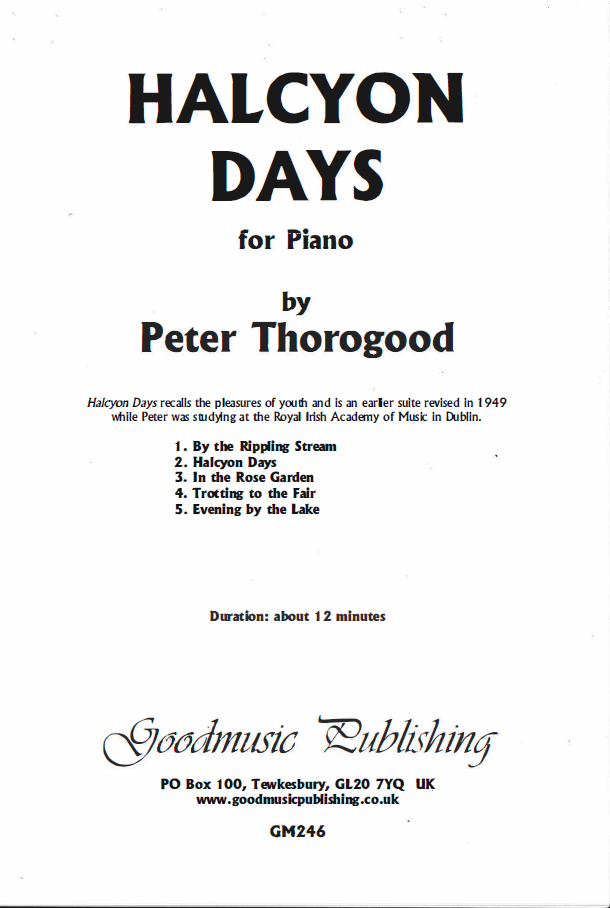 HALCYON
DAYS
for Piano
by
Peter Thorogood
Halcyon Days recalls the pleasures of youth and is an earlier suite revised in 1949
while Peter was studying at the Royal Irish Academy of Music in Dublin.
1. By the Rippling Stream
2. Halcyon Days
3. In the Rose Garden
4. Trotting to the Fair
5. Evening by the Lake
Duration: about 12 minutes
Goodmusic Publishing
PO Box 100, Tewkesbury, GL20 7YQ UK
www.goodmusicpublishing.co.uk
GM246